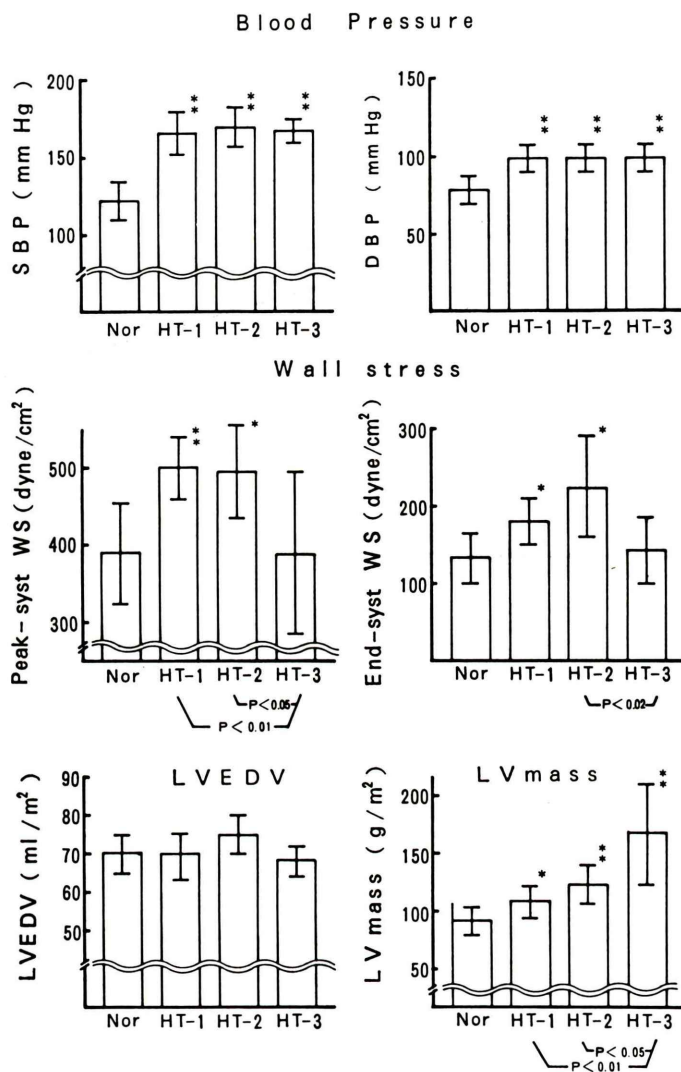 Blood Pressure
SBP (mm Hg)
200
150
100
**
**
**
Nor HT-1 HT-2 HT-3
DBP (mm Hg)
150
100
50
**
**
**
Nor HT-1 HT-2 HT-3
Wall stress
Peak-syst WS(dyne/cm²)
500
400
300
**
*
Nor HT-1 HT-2 HT-3
P<0.05
P<0.01
End-syst WS(dyne/cm²)
300
200
100
*
*
Nor HT-1 HT-2 HT-3
P<0.02
LVEDV
LVEDV (ml/m²)
90
80
70
60
50
Nor HT-1 HT-2 HT-3
LVmass
LVmass (g/m²)
200
150
100
50
*
**
**
Nor HT-1 HT-2 HT-3
P<0.05
P<0.01